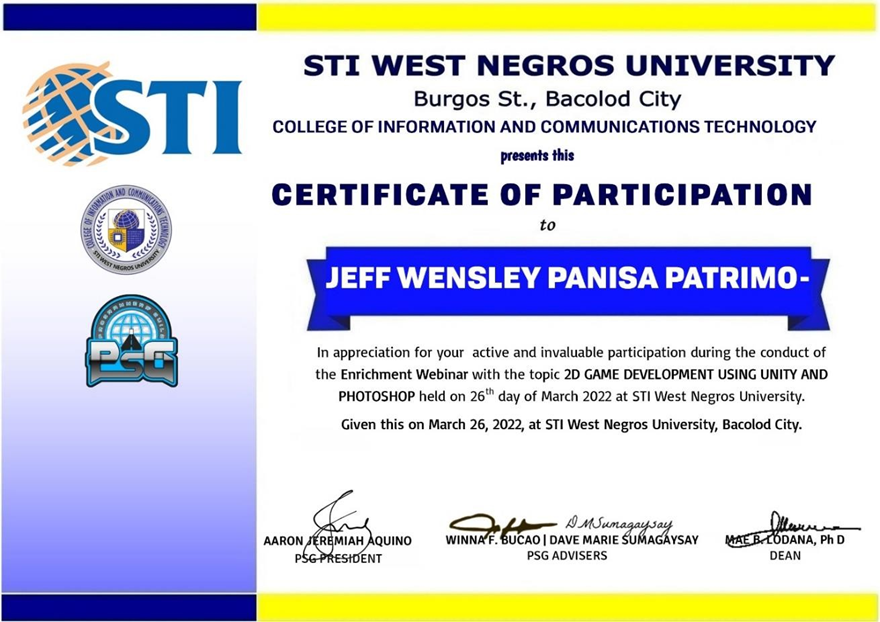 STI
STI WEST NEGROS UNIVERSITY
Burgos St., Bacolod City
COLLEGE OF INFORMATION AND COMMUNICATIONS TECHNOLOGY
presents this
CERTIFICATE OF PARTICIPATION
to
JEFF WENSLEY PANISA PATRIMO-
COLLEGE OF INFORMATION AND COMMUNICATIONS TECHNOLOGY
STI WEST NEGROS UNIVERSITY
PSG
In appreciation for your active and invaluable participation during the conduct of
the Enrichment Webinar with the topic 2D GAME DEVELOPMENT USING UNITY AND
PHOTOSHOP held on 26th day of March 2022 at STI West Negros University.
Given this on March 26, 2022, at STI West Negros University, Bacolod City.
DMSumagaysay
AARON JEREMIAH AQUINO
PSG PRESIDENT
WINNA F. BUCAO | DAVE MARIE SUMAGAYSAY
PSG ADVISERS
MAE B. LODANA, Ph D
DEAN